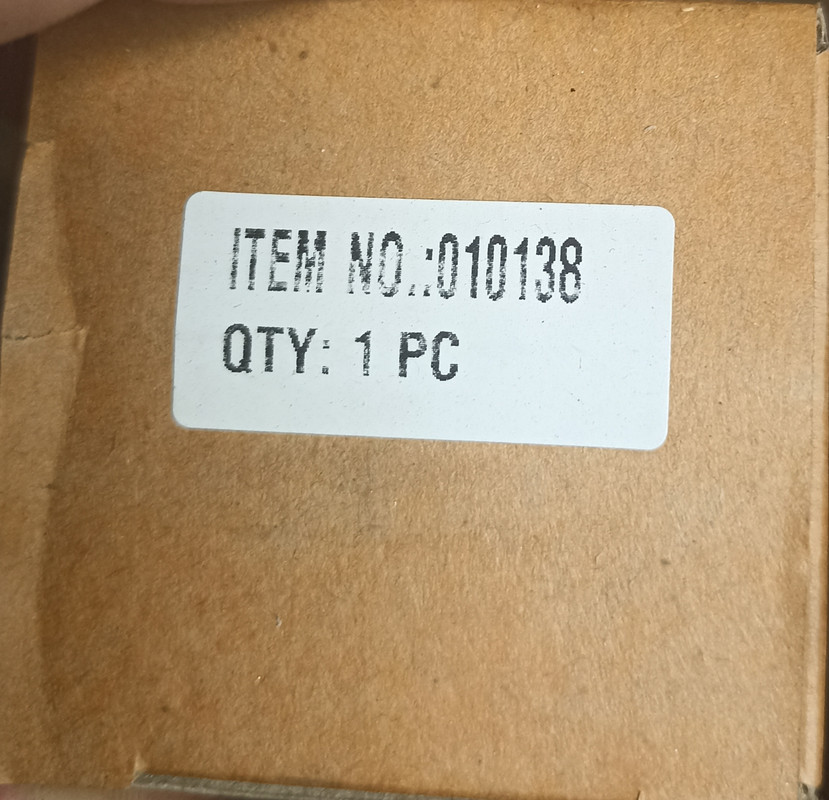 ITEM NO.:010138
QTY: 1 PC